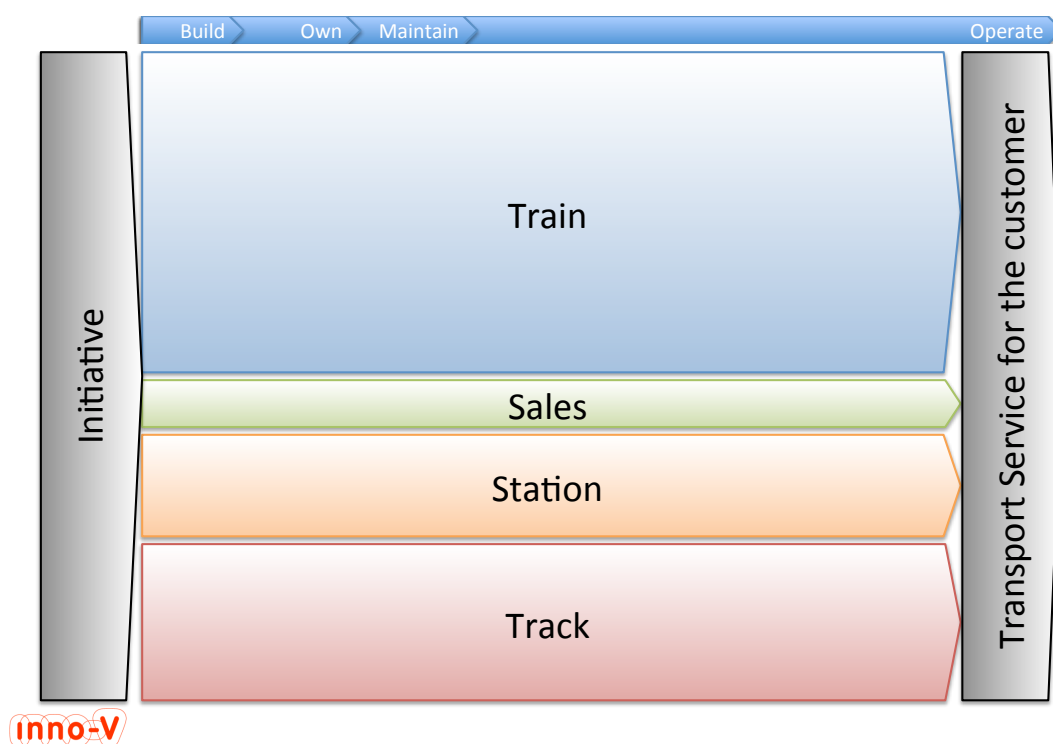 Build Own Maintain Operate
Initiative
Train
Sales
Station
Track
Transport Service for the customer
inno-V